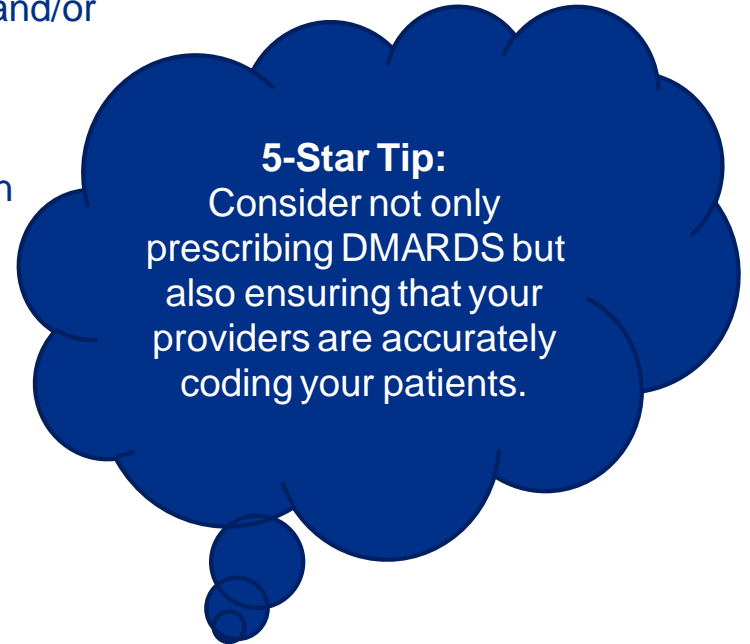 and/or
5-Star Tip:
Consider not only
prescribing DMARDS but
also ensuring that your
providers are accurately
coding your patients.